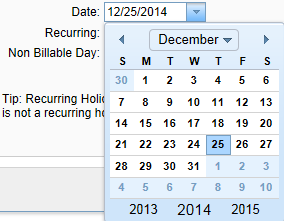 Date: 12/25/2014
Recurring:
December
Non Billable Day:
S M T W T F S
30 1 2 3 4 5 6
7 8 9 10 11 12 13
Tip: Recurring Holi
is not a recurring ho
14 15 16 17 18 19 20
21 22 23 24 25 26 27
28 29 30 31 1 2 3
4 5 6 7 8 9 10
2013 2014 2015